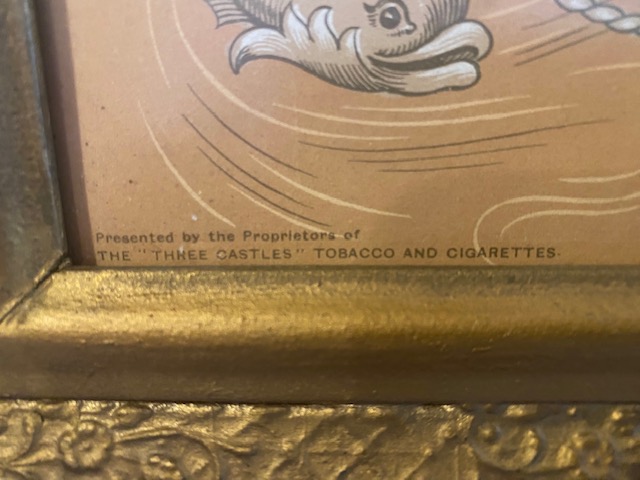 Presented by the Proprietors of
THE "THREE CASTLES" TOBACCO AND CIGARETTES.